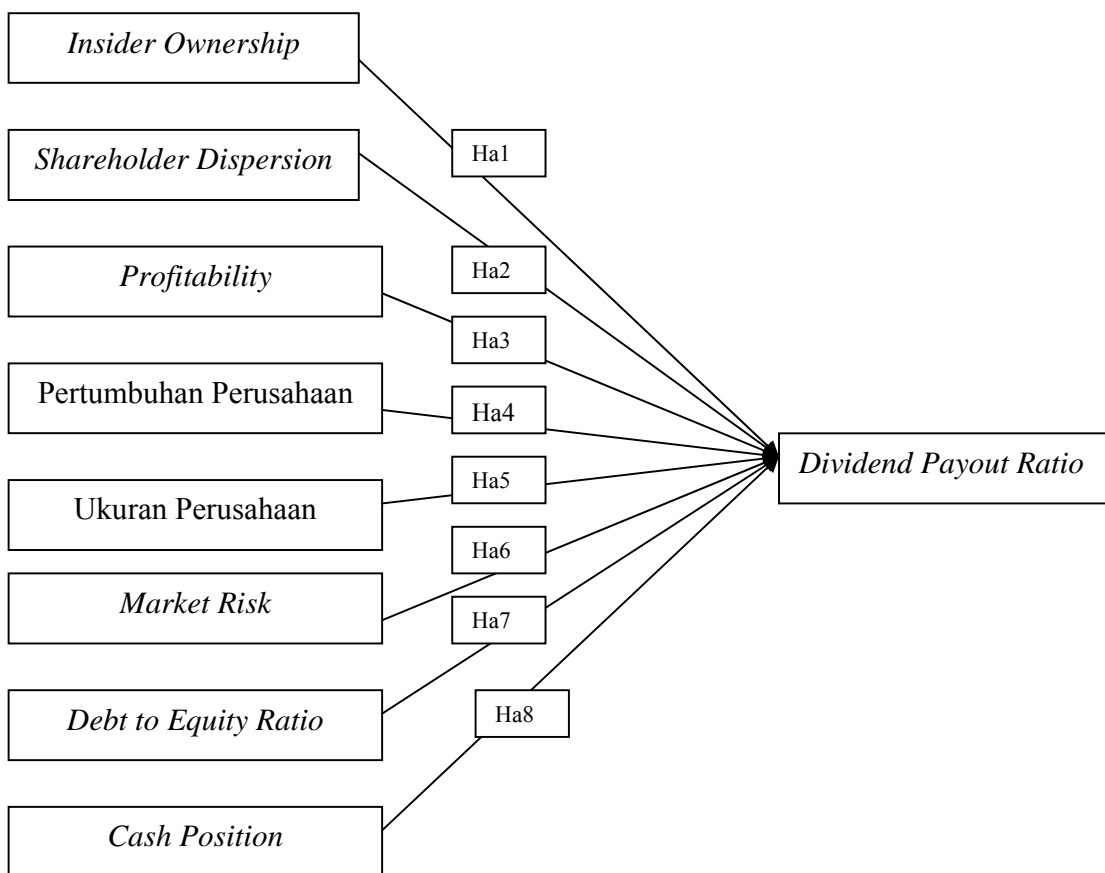 Insider Ownership
Ha1
Shareholder Dispersion
Ha2
Profitability
Ha3
Pertumbuhan Perusahaan
Ha4
Dividend Payout Ratio
Ha5
Ukuran Perusahaan
Ha6
Market Risk
Ha7
Debt to Equity Ratio
Ha8
Cash Position